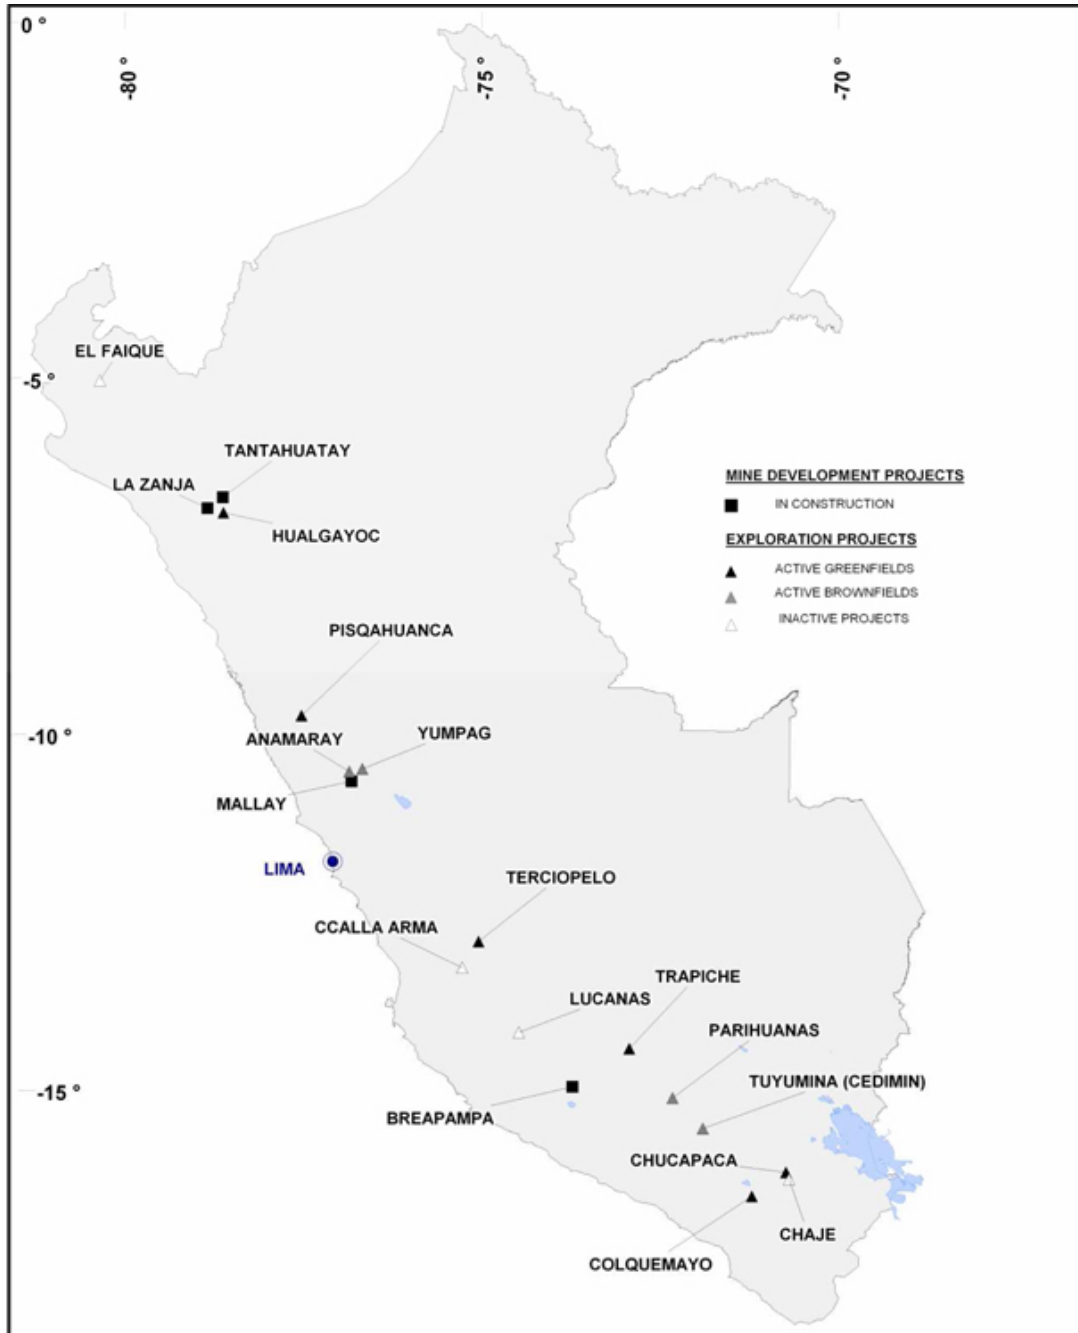 0 °
-80 °
-75 °
-70 °
EL FAIQUE
-5 °
TANTAHUATAY
LA ZANJA
HUALGAYOC
MINE DEVELOPMENT PROJECTS
IN CONSTRUCTION
EXPLORATION PROJECTS
ACTIVE GREENFIELDS
ACTIVE BROWNFIELDS
INACTIVE PROJECTS
PISQAHUANCA
-10 °
ANAMARAY
YUMPAG
MALLAY
LIMA
TERCIOPELO
CCALLA ARMA
TRAPICHE
LUCANAS
PARIHUANAS
-15 °
TUYUMINA (CEDIMIN)
BREAPAMPA
CHUCAPACA
CHAJE
COLQUEMAYO